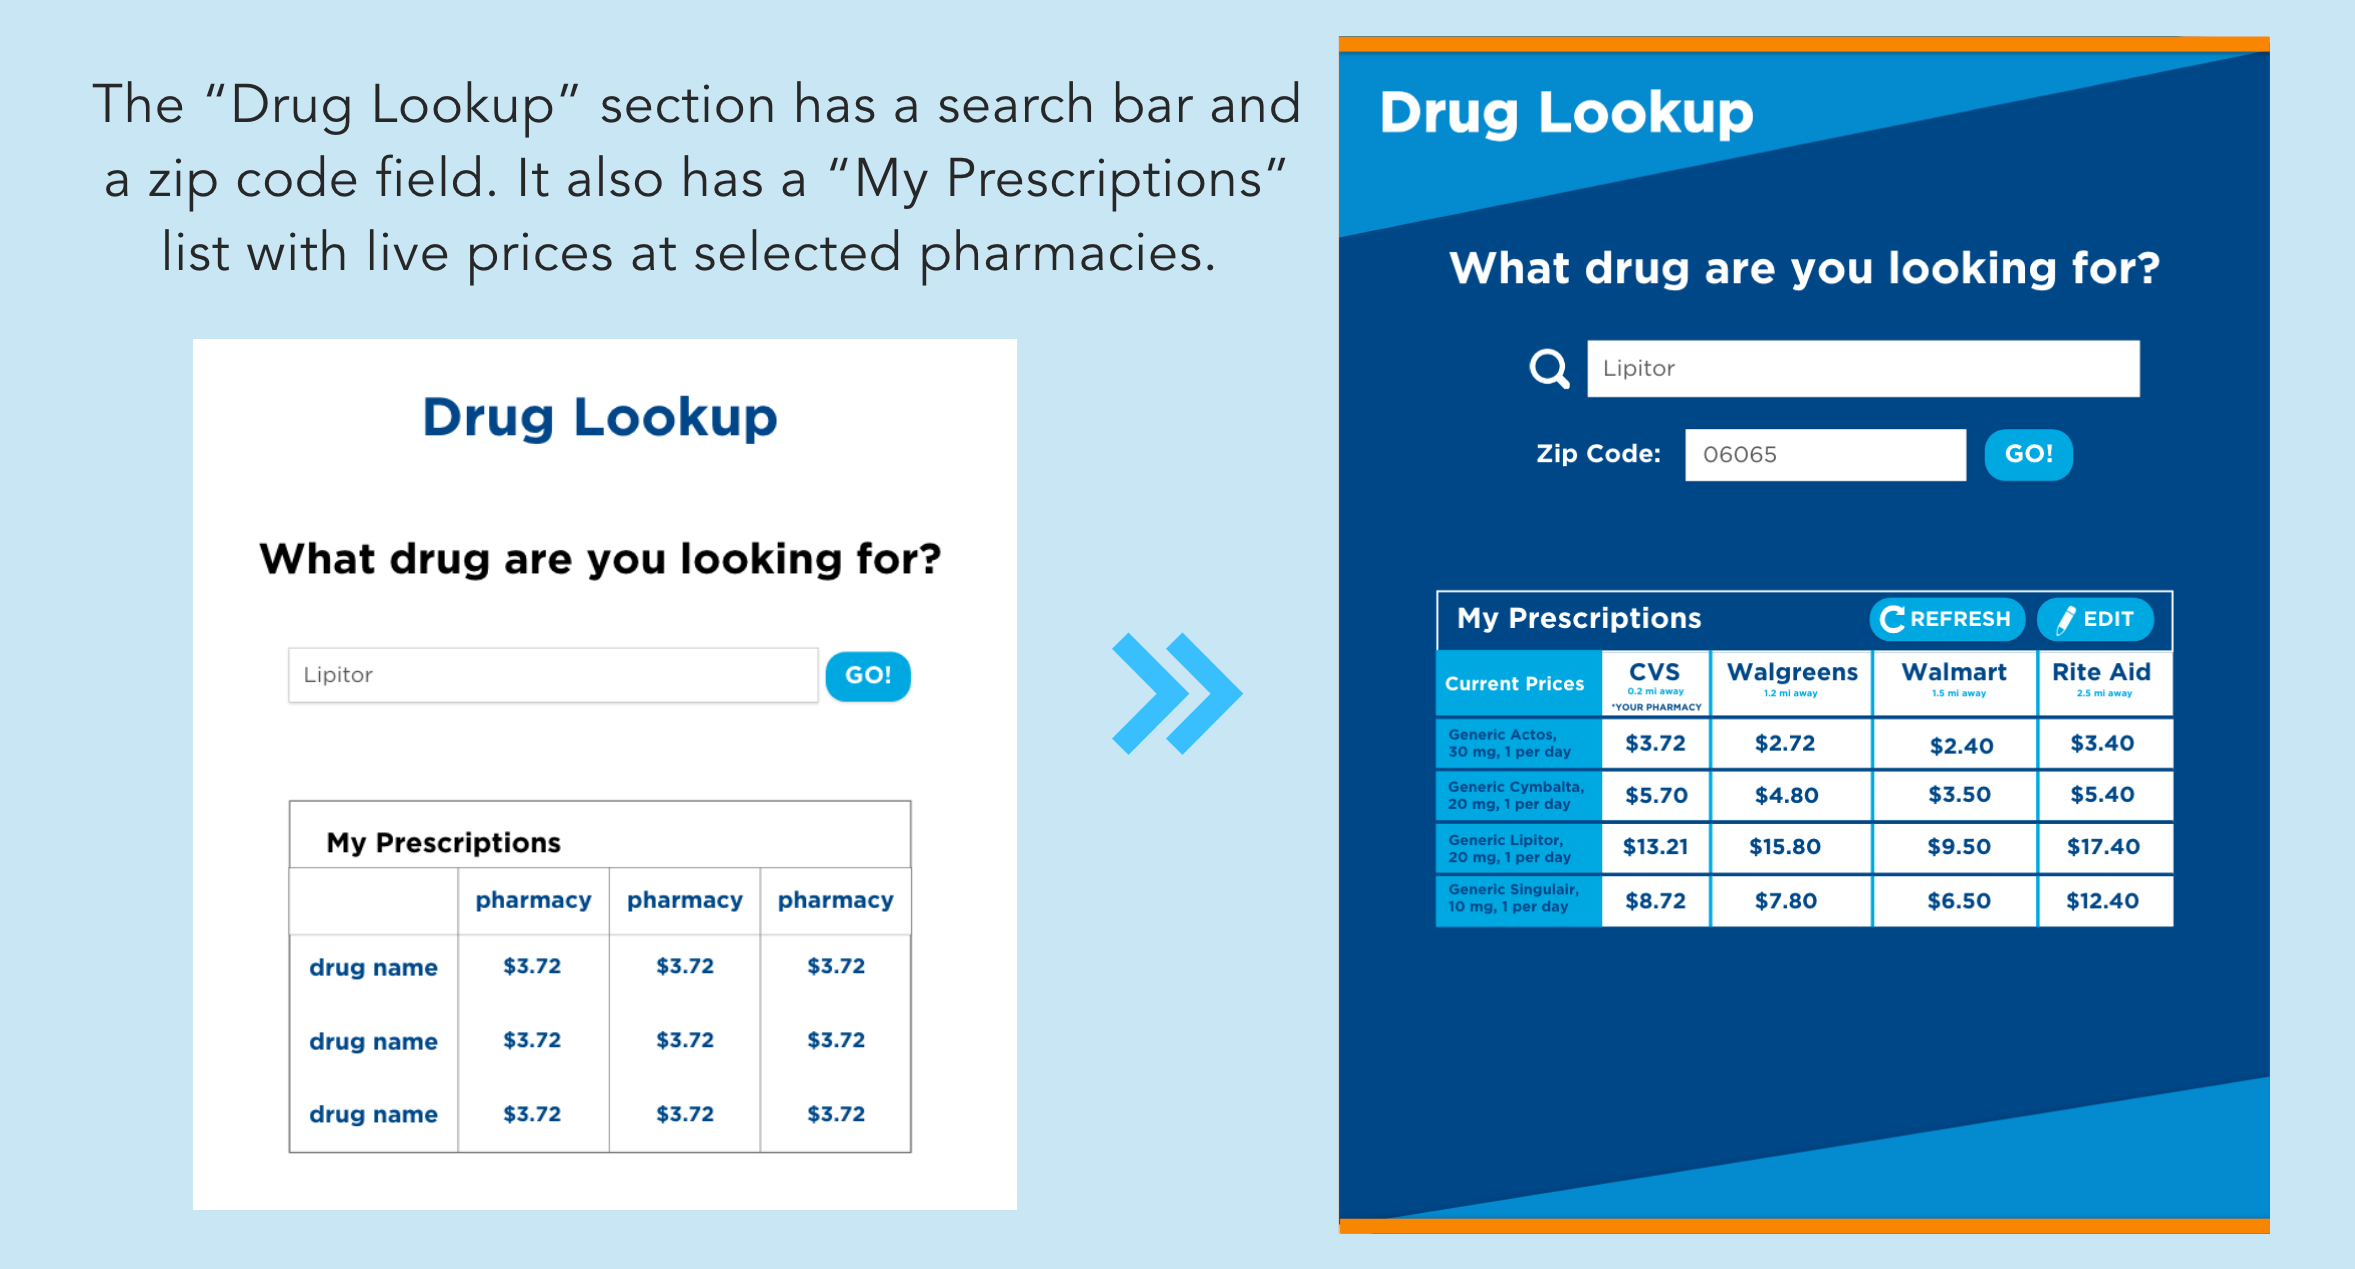 The “Drug Lookup” section has a search bar and
a zip code field. It also has a “My Prescriptions”
list with live prices at selected pharmacies.
Drug Lookup
What drug are you looking for?
Lipitor GO!
My Prescriptions
pharmacy pharmacy pharmacy
drug name $3.72 $3.72 $3.72
drug name $3.72 $3.72 $3.72
drug name $3.72 $3.72 $3.72
Drug Lookup
What drug are you looking for?
Lipitor
Zip Code: 06065 GO!
My Prescriptions REFRESH EDIT
Current Prices CVS Walgreens Walmart Rite Aid
0.2 mi away 1.2 mi away 1.5 mi away 2.5 mi away
*YOUR PHARMACY
Generic Actos,
30 mg, 1 per day $3.72 $2.72 $2.40 $3.40
Generic Cymbalta,
20 mg, 1 per day $5.70 $4.80 $3.50 $5.40
Generic Lipitor,
20 mg, 1 per day $13.21 $15.80 $9.50 $17.40
Generic Singulair,
10 mg, 1 per day $8.72 $7.80 $6.50 $12.40